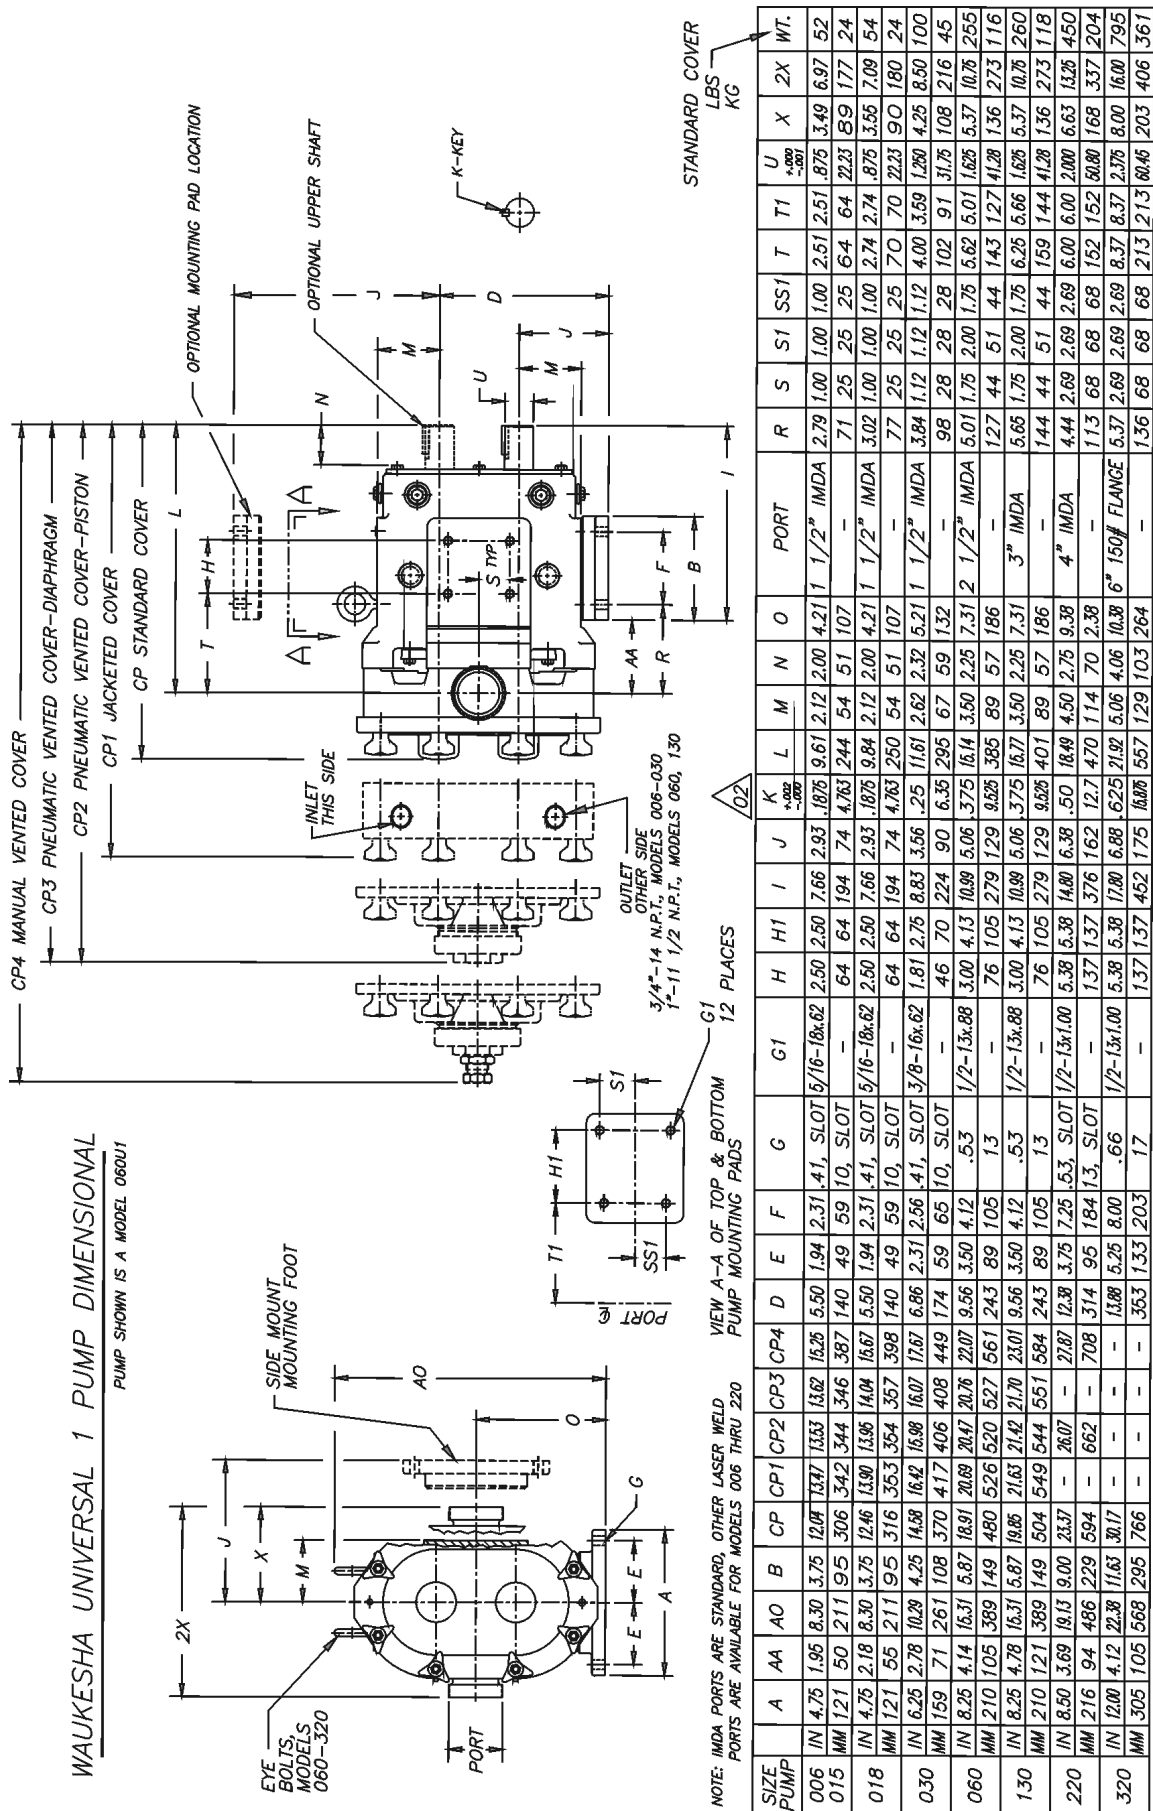 WAUKESHA UNIVERSAL 1 PUMP DIMENSIONAL
PUMP SHOWN IS A MODEL 060U1
CP4 MANUAL VENTED COVER
CP3 PNEUMATIC VENTED COVER-DIAPHRAGM
CP2 PNEUMATIC VENTED COVER-PISTON
CP1 JACKETED COVER
CP STANDARD COVER
L
T
H
N
OPTIONAL MOUNTING PAD LOCATION
OPTIONAL UPPER SHAFT
A
A
J
M
D
U
J
M
S TYP
K-KEY
AA
R
F
B
I
INLET
THIS SIDE
OUTLET
OTHER SIDE
3/4"-14 N.P.T., MODELS 006-030
1"-11 1/2 N.P.T., MODELS 060, 130
EYE
BOLTS,
MODELS
060-320
2X
J
X
M
SIDE MOUNT
MOUNTING FOOT
AO
O
G
PORT
E
E
A
T1
H1
S1
SS1
PORT ℄
G1
12 PLACES
VIEW A-A OF TOP & BOTTOM
PUMP MOUNTING PADS
NOTE: IMDA PORTS ARE STANDARD, OTHER LASER WELD
PORTS ARE AVAILABLE FOR MODELS 006 THRU 220
02
STANDARD COVER
LBS
KG
SIZE PUMP A AA AO B CP CP1 CP2 CP3 CP4 D E F G G1 H H1 I J K +.002 -.000 L M N O PORT R S S1 SS1 T T1 U +.000 -.001 X 2X WT.
006 IN 4.75 1.95 8.30 3.75 12.04 13.47 13.53 13.62 15.26 5.50 1.94 2.31 .41, SLOT 5/16-18x.62 2.50 2.50 7.66 2.93 .1875 9.61 2.12 2.00 4.21 1 1/2" IMDA 2.79 1.00 1.00 1.00 2.51 2.51 .875 3.49 6.97 52
015 MM 121 50 211 95 306 342 344 346 387 140 49 59 10, SLOT - 64 64 194 74 4.763 244 54 51 107 - 71 25 25 25 64 64 22.23 89 177 24
018 IN 4.75 2.18 8.30 3.75 12.46 13.90 13.95 14.04 15.67 5.50 1.94 2.31 .41, SLOT 5/16-18x.62 2.50 2.50 7.66 2.93 .1875 9.84 2.12 2.00 4.21 1 1/2" IMDA 3.02 1.00 1.00 1.00 2.74 2.74 .875 3.55 7.09 54
MM 121 55 211 95 316 353 354 357 398 140 49 59 10, SLOT - 64 64 194 74 4.763 250 54 51 107 - 77 25 25 25 70 70 22.23 90 180 24
030 IN 6.25 2.78 10.29 4.25 14.58 16.42 15.98 16.07 17.67 6.86 2.31 2.56 .41, SLOT 3/8-16x.62 1.81 2.75 8.83 3.56 .25 11.61 2.62 2.32 5.21 1 1/2" IMDA 3.84 1.12 1.12 1.12 4.00 3.59 1.250 4.25 8.50 100
MM 159 71 261 108 370 417 406 408 449 174 59 65 10, SLOT - 46 70 224 90 6.35 295 67 59 132 - 98 28 28 28 102 91 31.75 108 216 45
060 IN 8.25 4.14 15.31 5.87 18.91 20.69 20.47 20.76 22.07 9.56 3.50 4.12 .53 1/2-13x.88 3.00 4.13 10.99 5.06 .375 15.14 3.50 2.25 7.31 2 1/2" IMDA 5.01 1.75 2.00 1.75 5.62 5.01 1.625 5.37 10.75 255
MM 210 105 389 149 480 526 520 527 561 243 89 105 13 - 76 105 279 129 9.525 385 89 57 186 - 127 44 51 44 143 127 41.28 136 273 116
130 IN 8.25 4.78 15.31 5.87 19.85 21.63 21.42 21.70 23.01 9.56 3.50 4.12 .53 1/2-13x.88 3.00 4.13 10.99 5.06 .375 15.77 3.50 2.25 7.31 3" IMDA 5.65 1.75 2.00 1.75 6.25 5.66 1.625 5.37 10.75 260
MM 210 121 389 149 504 549 544 551 584 243 89 105 13 - 76 105 279 129 9.525 401 89 57 186 - 144 44 51 44 159 144 41.28 136 273 118
220 IN 8.50 3.69 19.13 9.00 23.37 - 26.07 - 27.87 12.38 3.75 7.25 .53, SLOT 1/2-13x1.00 5.38 5.38 14.80 6.38 .50 18.49 4.50 2.75 9.38 4" IMDA 4.44 2.69 2.69 2.69 6.00 6.00 2.000 6.63 13.25 450
MM 216 94 486 229 594 - 662 - 708 314 95 184 13, SLOT - 137 137 376 162 12.7 470 114 70 2.38 - 113 68 68 68 152 152 50.80 168 337 204
320 IN 12.00 4.12 22.38 11.63 30.17 - - - - 13.88 5.25 8.00 .66 1/2-13x1.00 5.38 5.38 17.80 6.88 .625 21.92 5.06 4.06 10.38 6" 150# FLANGE 5.37 2.69 2.69 2.69 8.37 8.37 2.375 8.00 16.00 795
MM 305 105 568 295 766 - - - - 353 133 203 17 - 137 137 452 175 557 129 103 264 - 136 68 68 68 213 213 60.45 203 406 361